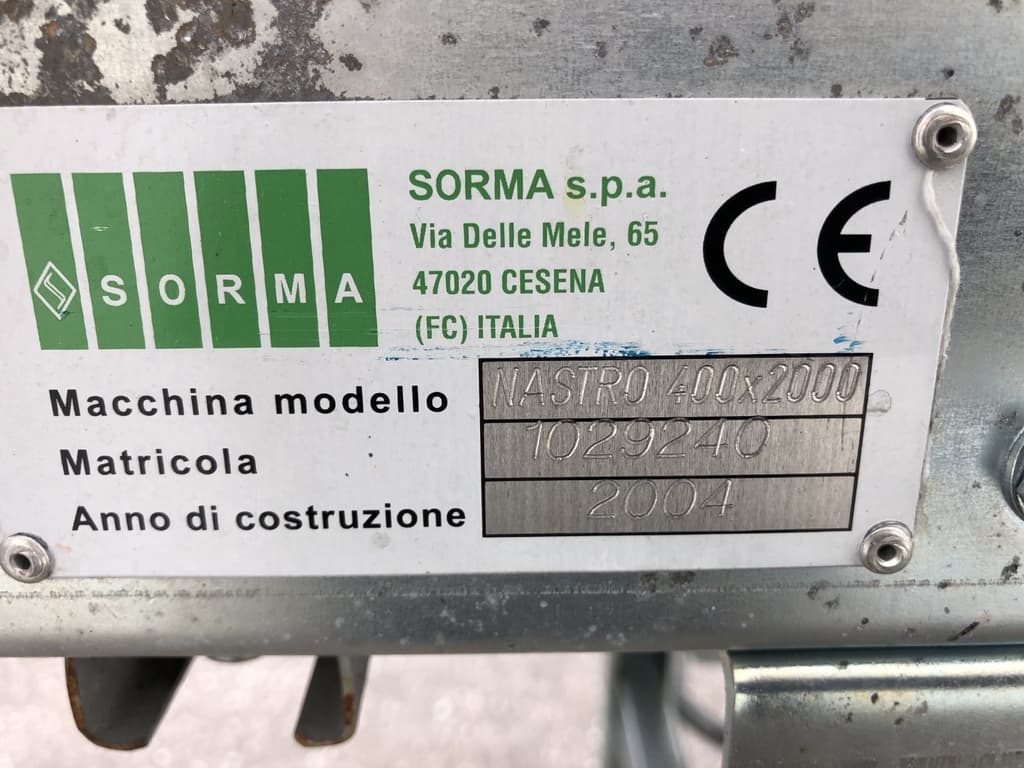 SORMA
SORMA s.p.a.
Via Delle Mele, 65
47020 CESENA
(FC) ITALIA
CE
Macchina modello NASTRO 400x2000
Matricola 1029240
Anno di costruzione 2004